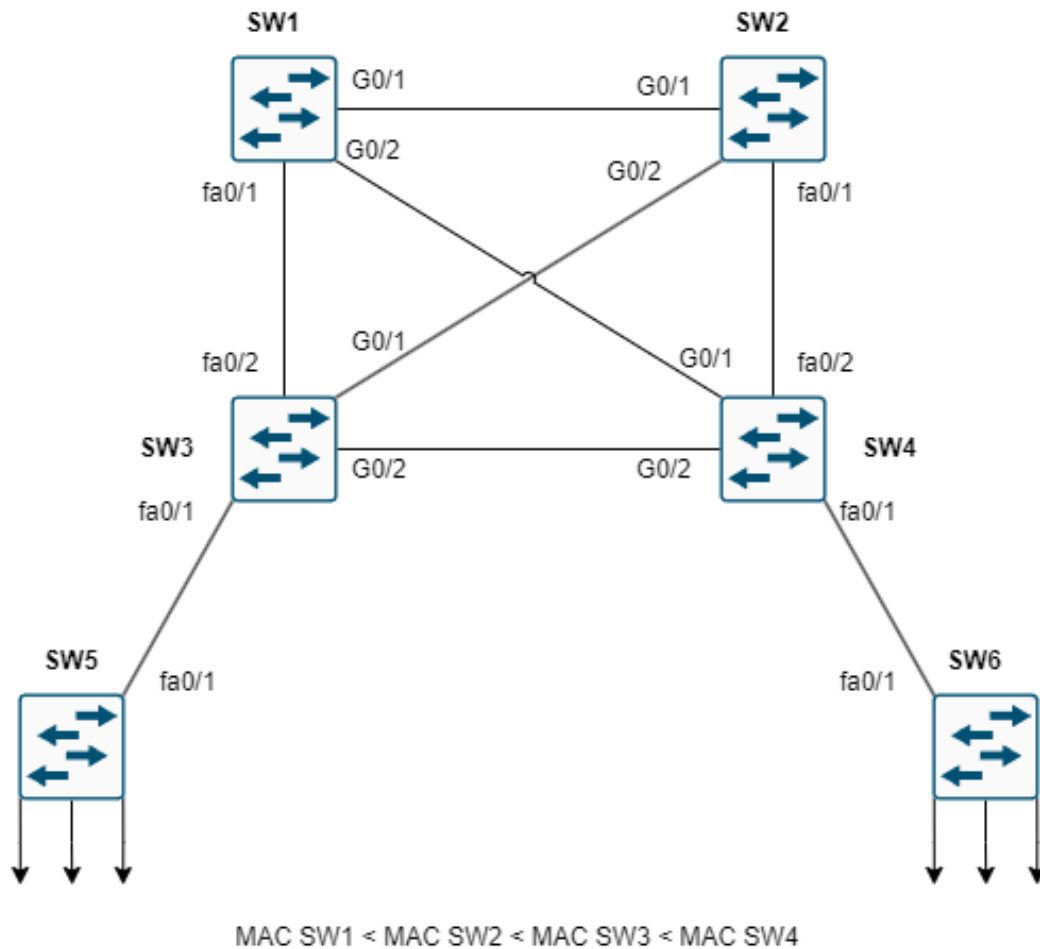 SW1
SW2
G0/1
G0/1
G0/2
G0/2
fa0/1
fa0/1
G0/1
G0/1
fa0/2
fa0/2
SW3
SW4
G0/2
G0/2
fa0/1
fa0/1
SW5
SW6
fa0/1
fa0/1
MAC SW1 < MAC SW2 < MAC SW3 < MAC SW4